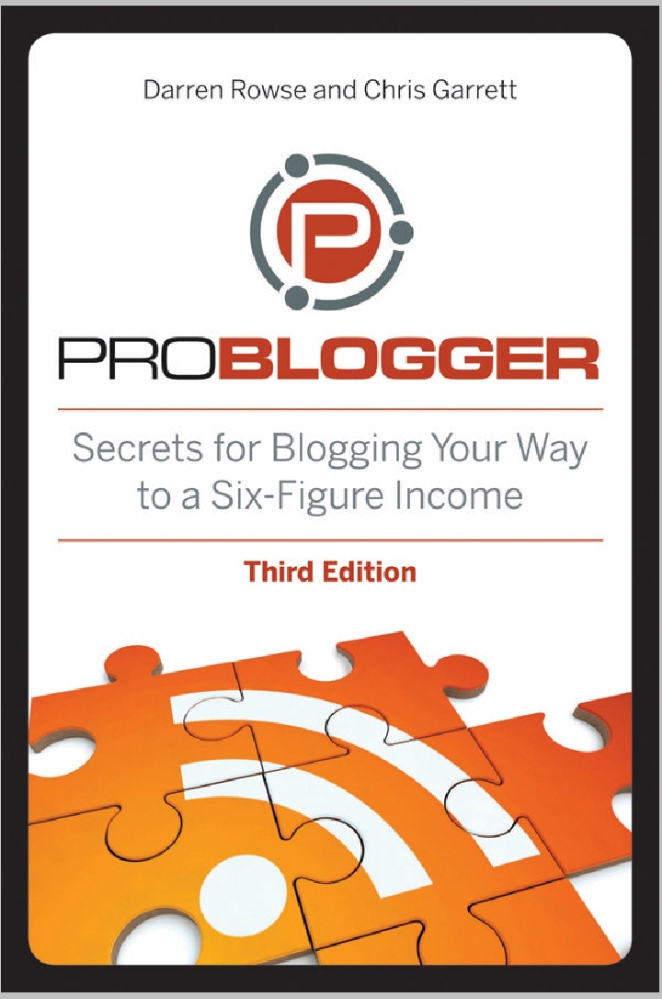 Darren Rowse and Chris Garrett
P
PROBLOGGER
Secrets for Blogging Your Way
to a Six-Figure Income
Third Edition